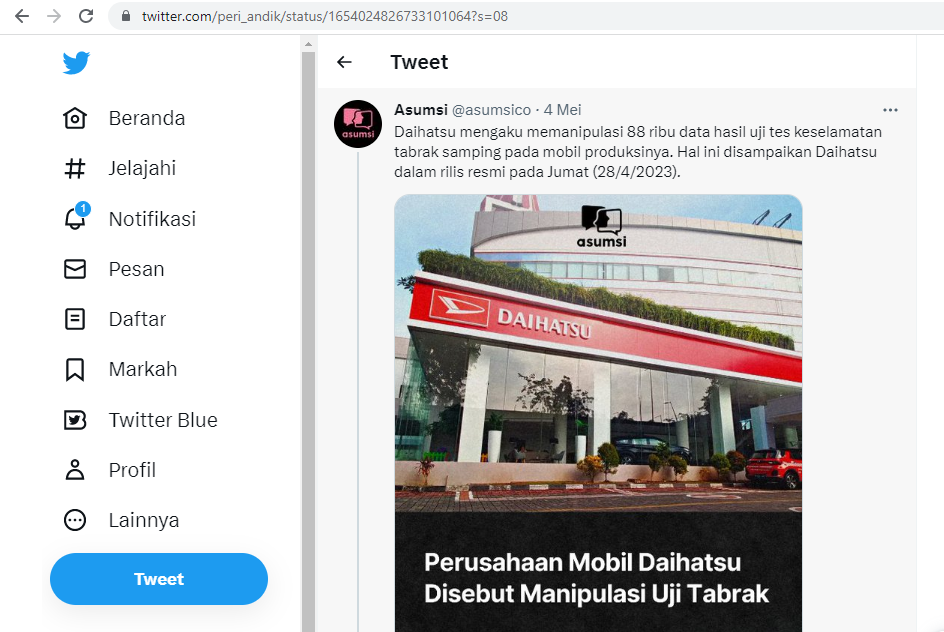 twitter.com/peri_andik/status/1654024826733101064?s=08
Beranda
Jelajahi
1
Notifikasi
Pesan
Daftar
Markah
Twitter Blue
Profil
Lainnya
Tweet
Tweet
asumsi
Asumsi @asumsico · 4 Mei
Daihatsu mengaku memanipulasi 88 ribu data hasil uji tes keselamatan
tabrak samping pada mobil produksinya. Hal ini disampaikan Daihatsu
dalam rilis resmi pada Jumat (28/4/2023).
asumsi
DAIHATSU
Perusahaan Mobil Daihatsu
Disebut Manipulasi Uji Tabrak